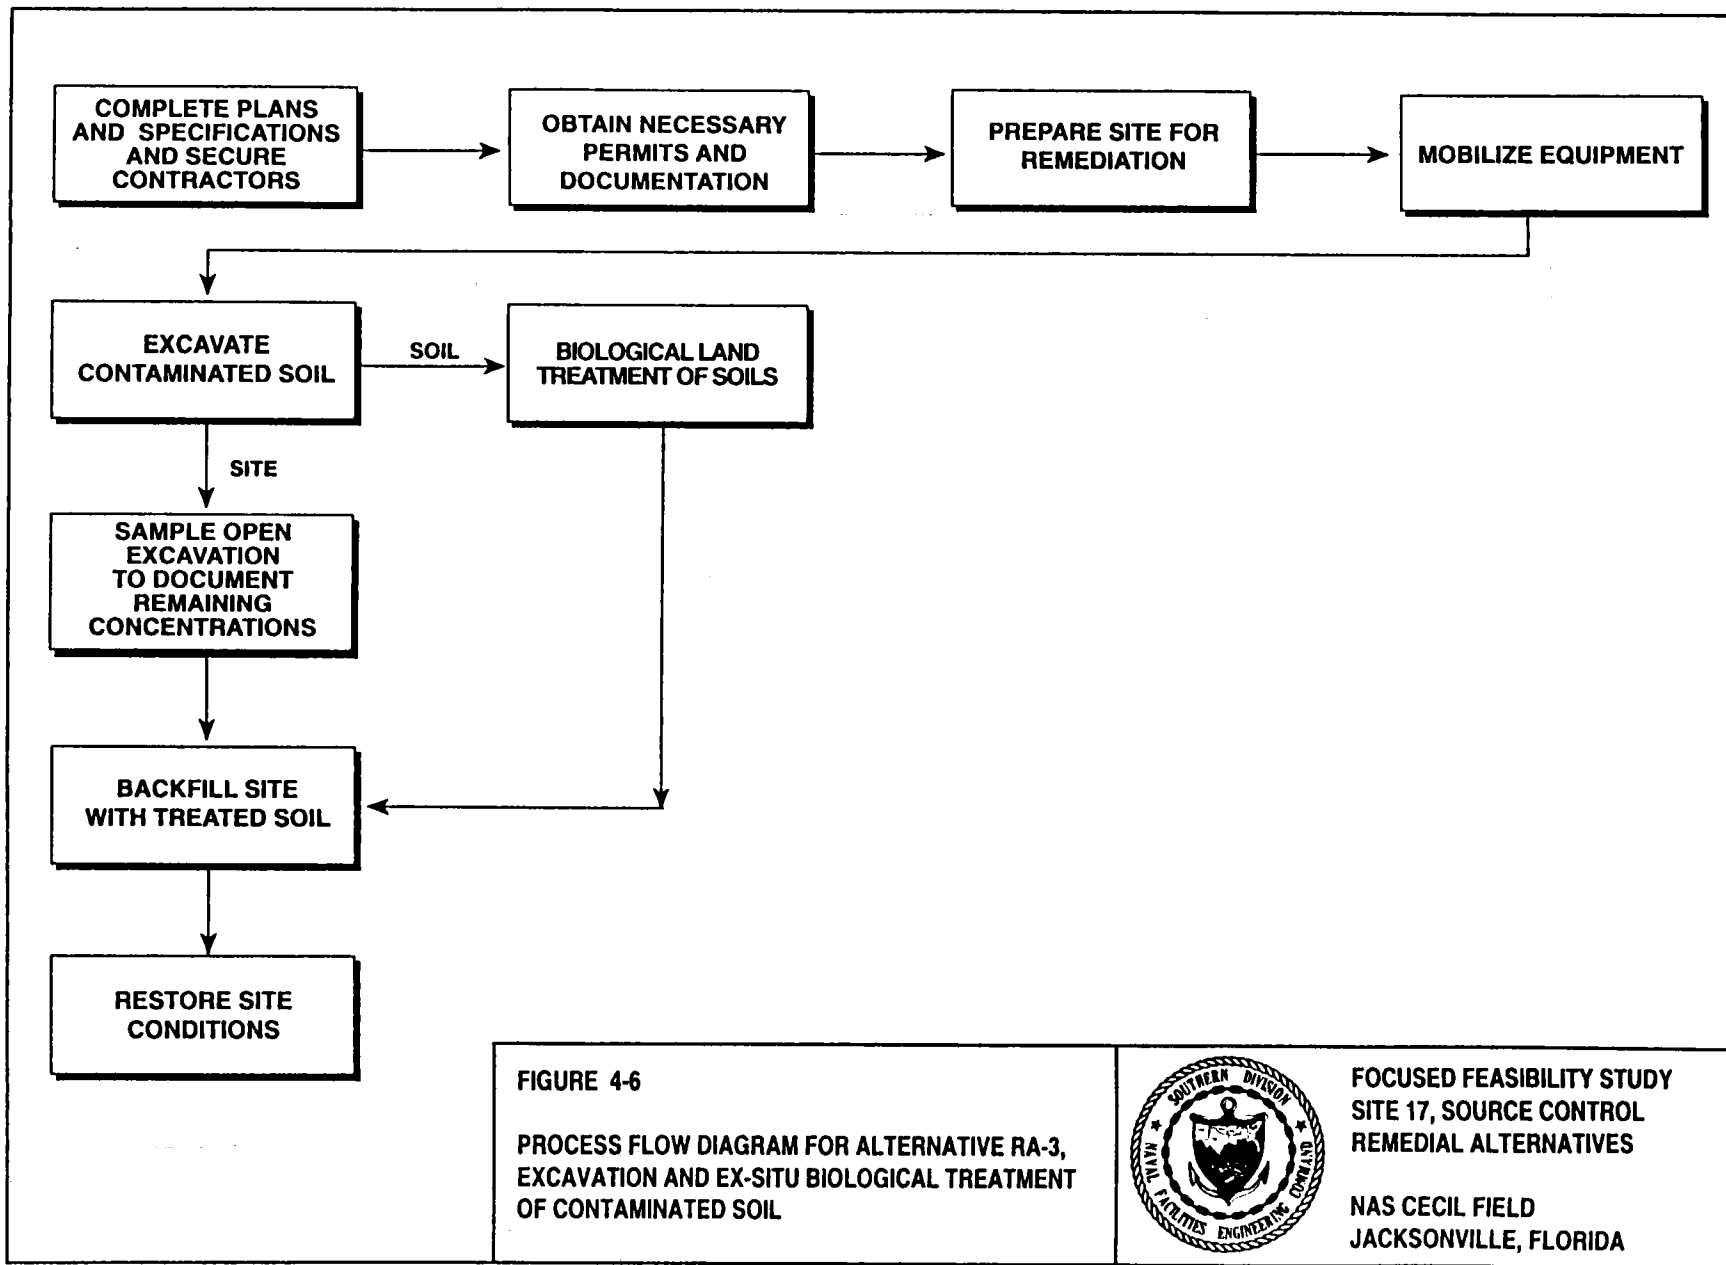 COMPLETE PLANS
AND SPECIFICATIONS
AND SECURE
CONTRACTORS
OBTAIN NECESSARY
PERMITS AND
DOCUMENTATION
PREPARE SITE FOR
REMEDIATION
MOBILIZE EQUIPMENT
EXCAVATE
CONTAMINATED SOIL
SOIL
BIOLOGICAL LAND
TREATMENT OF SOILS
SITE
SAMPLE OPEN
EXCAVATION
TO DOCUMENT
REMAINING
CONCENTRATIONS
BACKFILL SITE
WITH TREATED SOIL
RESTORE SITE
CONDITIONS
FIGURE 4-6
PROCESS FLOW DIAGRAM FOR ALTERNATIVE RA-3,
EXCAVATION AND EX-SITU BIOLOGICAL TREATMENT
OF CONTAMINATED SOIL
SOUTHERN DIVISION
NAVAL FACILITIES ENGINEERING COMMAND
FOCUSED FEASIBILITY STUDY
SITE 17, SOURCE CONTROL
REMEDIAL ALTERNATIVES
NAS CECIL FIELD
JACKSONVILLE, FLORIDA